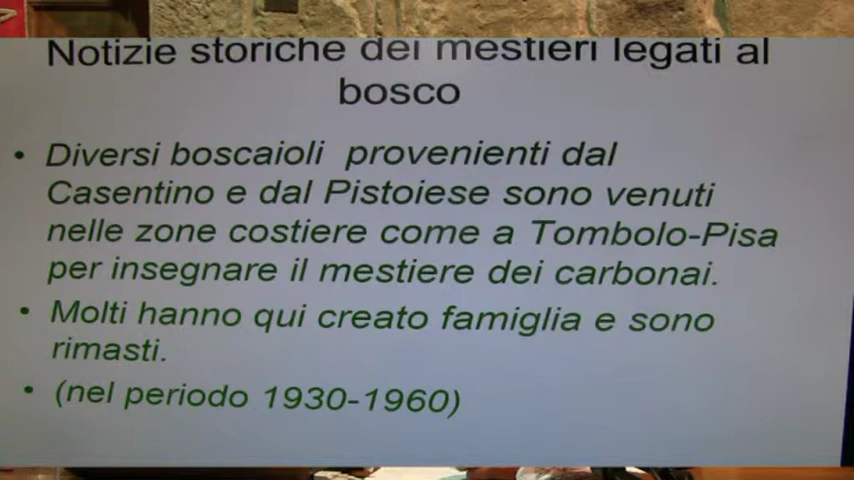 Notizie storiche dei mestieri legati al
bosco
• Diversi boscaioli provenienti dal
Casentino e dal Pistoiese sono venuti
nelle zone costiere come a Tombolo-Pisa
per insegnare il mestiere dei carbonai.
• Molti hanno qui creato famiglia e sono
rimasti.
• (nel periodo 1930-1960)